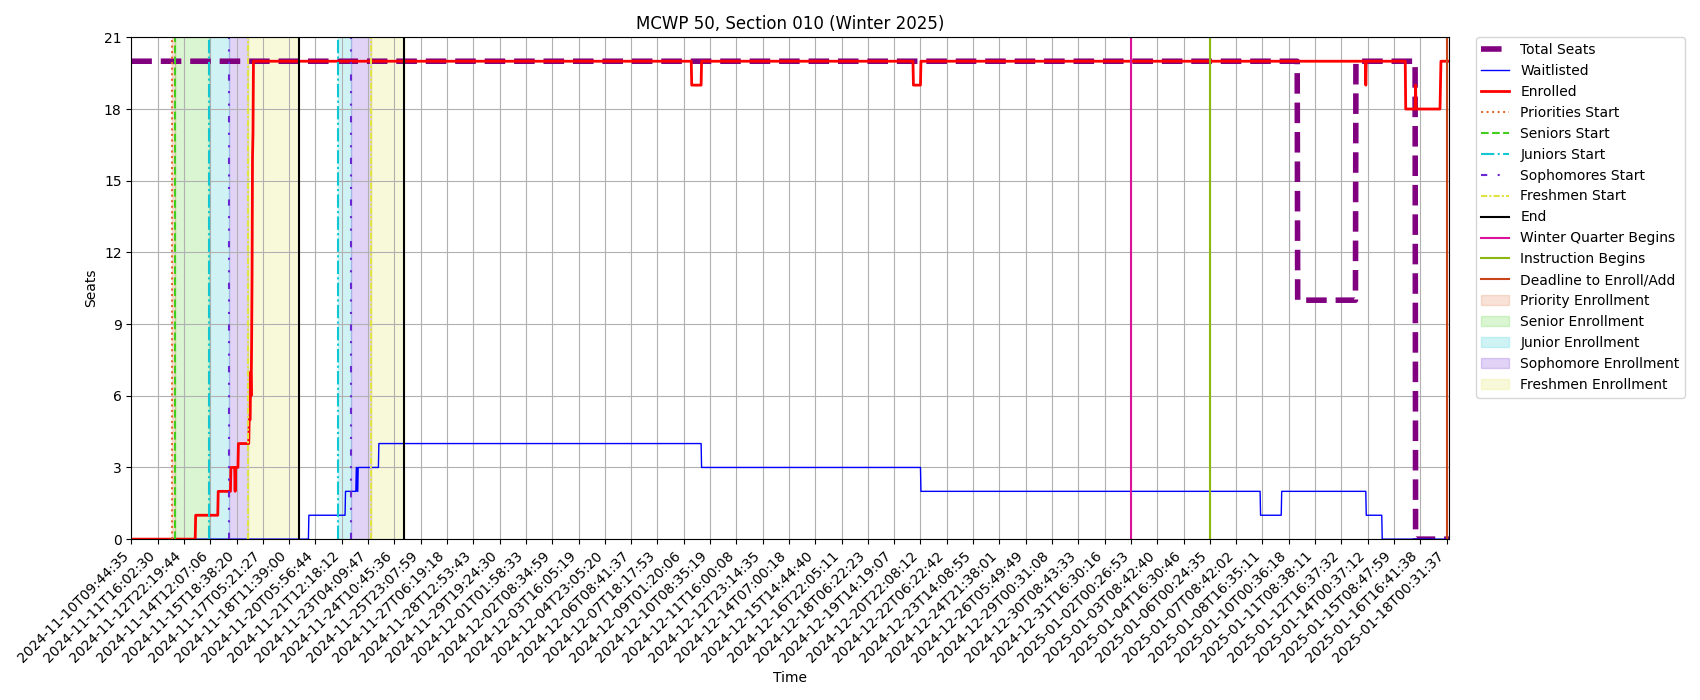 MCWP 50, Section 010 (Winter 2025)
21
18
15
12
9
6
3
0
Seats
2024-11-10T09:44:35
2024-11-11T16:02:30
2024-11-12T22:19:44
2024-11-14T12:07:06
2024-11-15T18:38:20
2024-11-17T05:21:27
2024-11-18T11:39:00
2024-11-20T05:56:44
2024-11-21T12:18:12
2024-11-23T04:09:47
2024-11-24T10:45:36
2024-11-25T23:07:59
2024-11-27T06:19:18
2024-11-28T12:53:43
2024-11-29T19:24:30
2024-12-01T01:58:33
2024-12-02T08:34:59
2024-12-03T16:05:19
2024-12-04T23:05:20
2024-12-06T08:41:37
2024-12-07T18:17:53
2024-12-09T01:20:06
2024-12-10T08:35:19
2024-12-11T16:00:08
2024-12-12T23:14:35
2024-12-14T07:00:18
2024-12-15T14:44:40
2024-12-16T22:05:11
2024-12-18T06:22:23
2024-12-19T14:19:07
2024-12-20T22:08:12
2024-12-22T06:22:42
2024-12-23T14:08:55
2024-12-24T21:38:01
2024-12-26T05:49:49
2024-12-29T00:31:08
2024-12-30T08:43:33
2024-12-31T16:30:16
2025-01-02T00:26:53
2025-01-03T08:42:40
2025-01-04T16:30:46
2025-01-06T00:24:35
2025-01-07T08:42:02
2025-01-08T16:35:11
2025-01-10T00:36:18
2025-01-11T08:38:11
2025-01-12T16:37:32
2025-01-14T00:37:12
2025-01-15T08:47:59
2025-01-16T16:41:38
2025-01-18T00:31:37
Time
Total Seats
Waitlisted
Enrolled
Priorities Start
Seniors Start
Juniors Start
Sophomores Start
Freshmen Start
End
Winter Quarter Begins
Instruction Begins
Deadline to Enroll/Add
Priority Enrollment
Senior Enrollment
Junior Enrollment
Sophomore Enrollment
Freshmen Enrollment